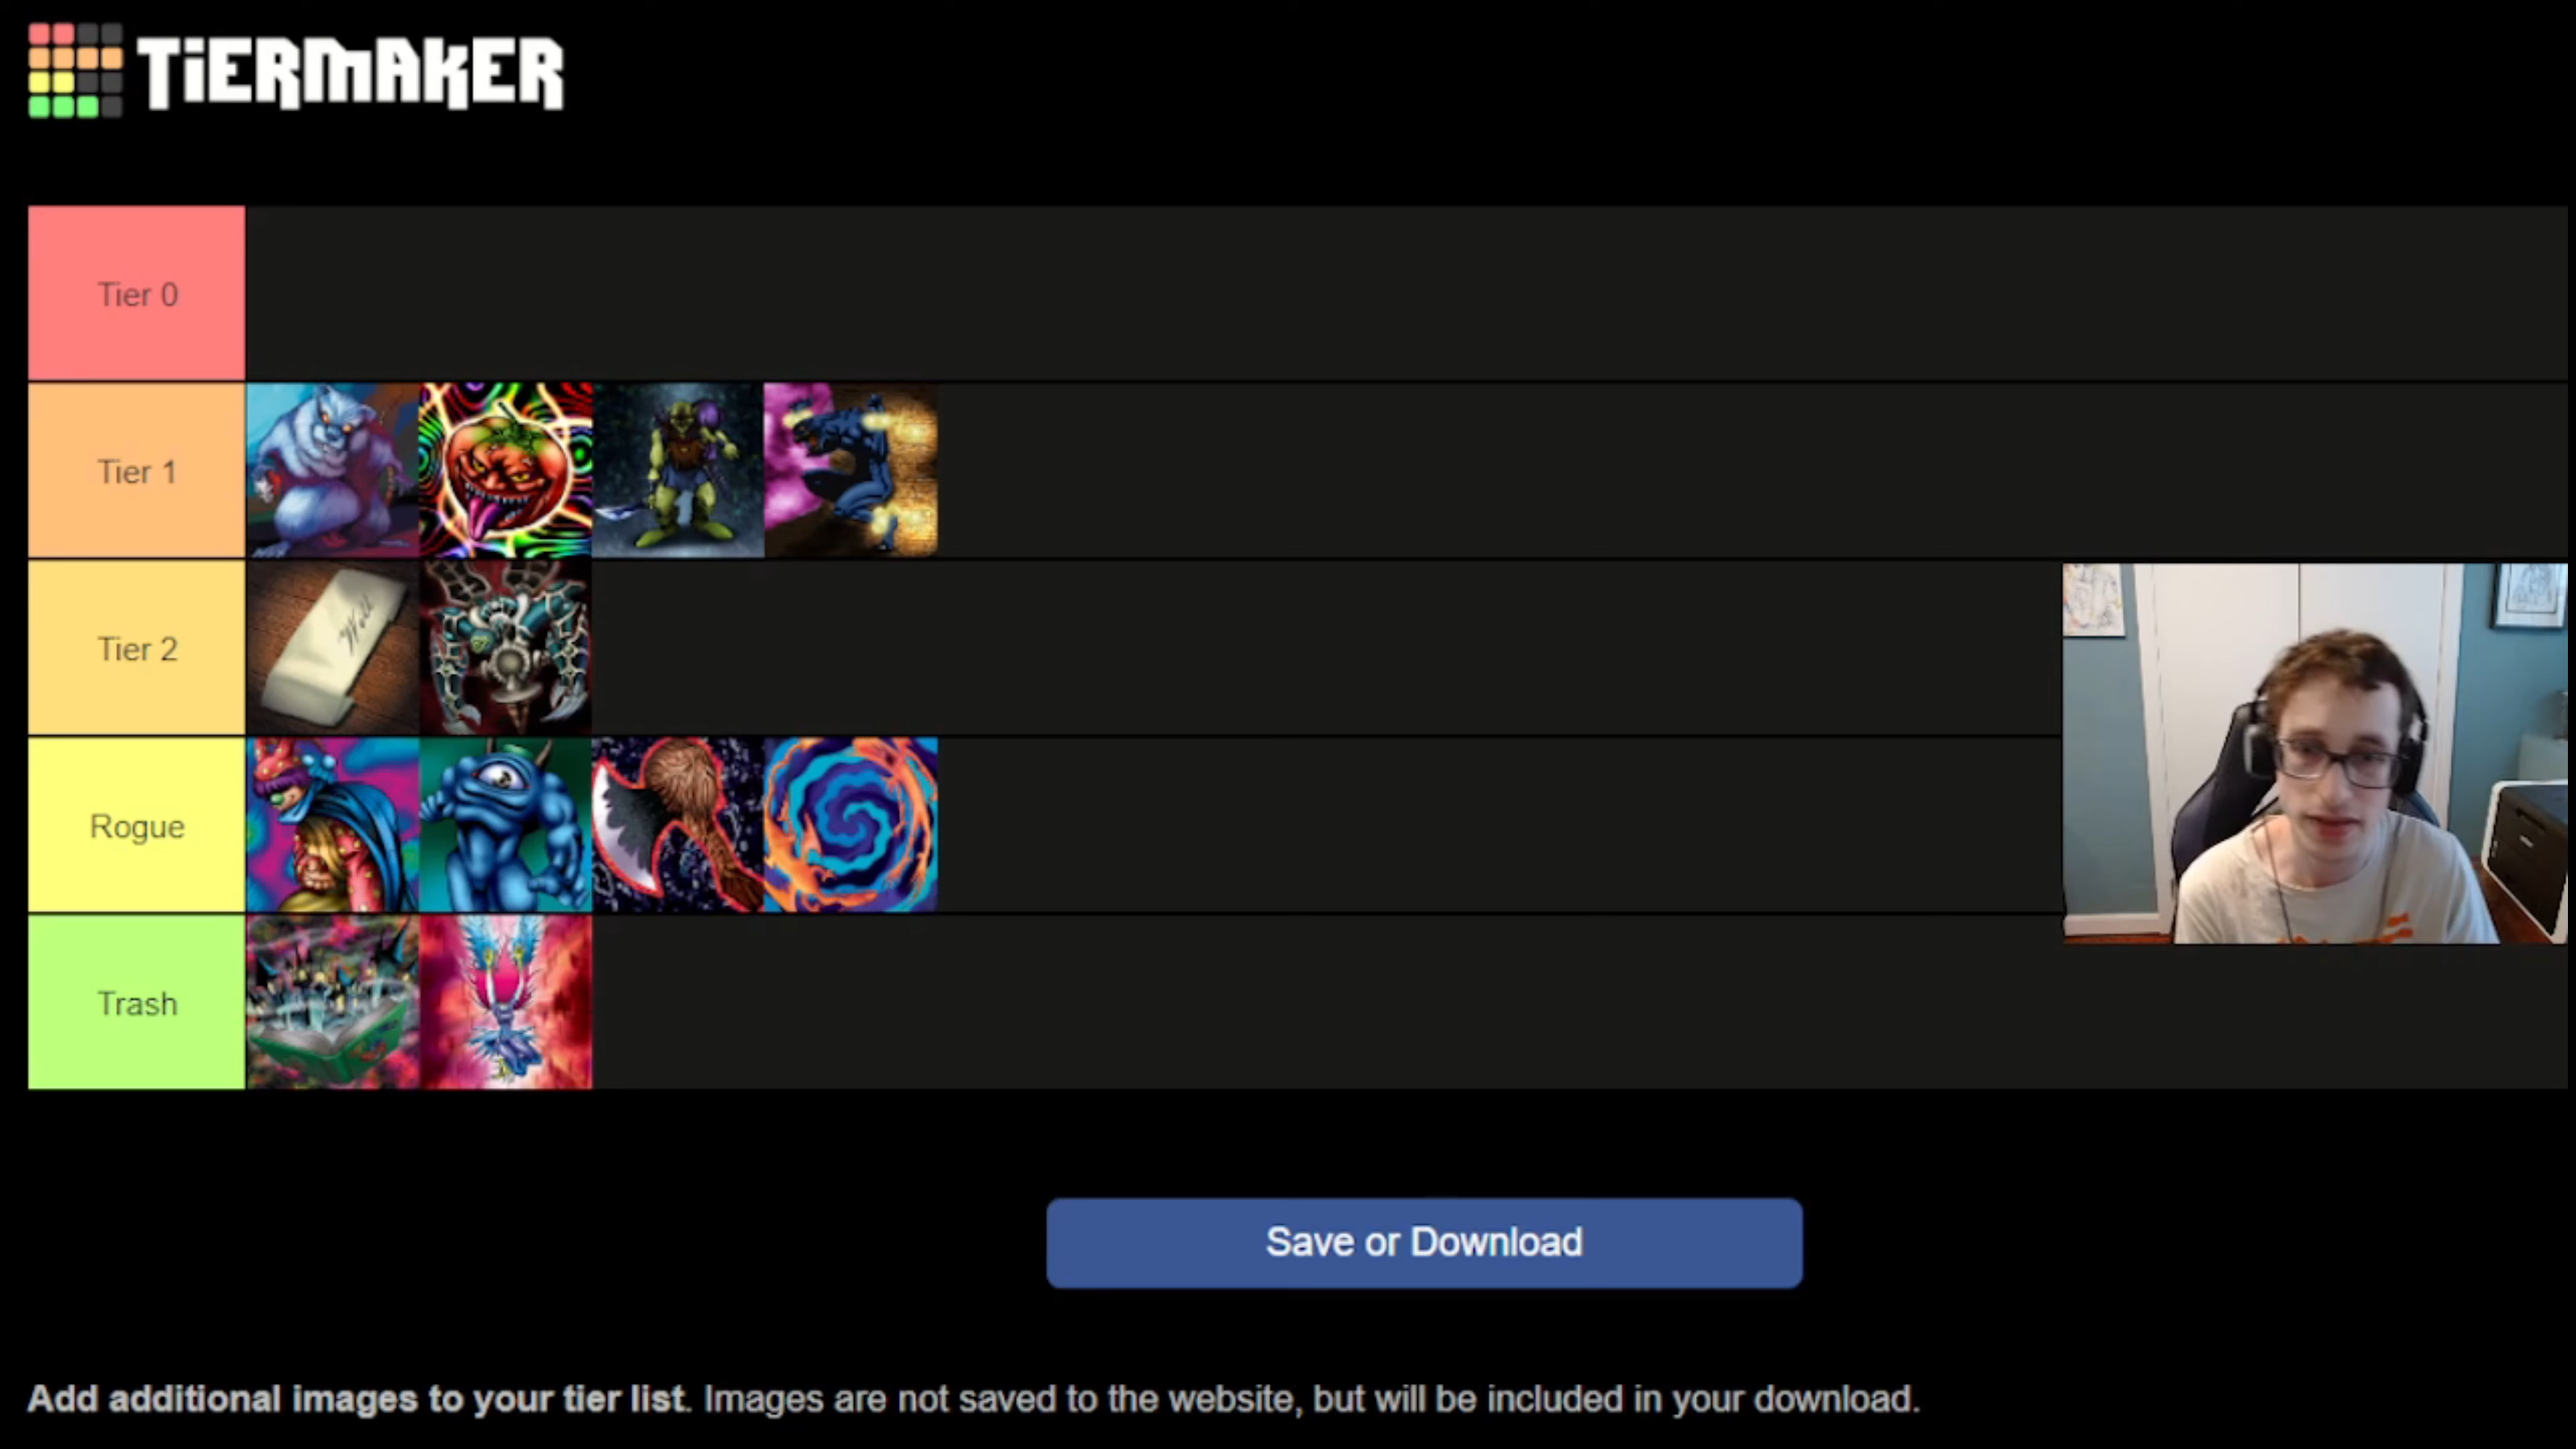 TiERMAKER
Tier 0
Tier 1
Tier 2
Will
Rogue
Trash
Save or Download
Add additional images to your tier list. Images are not saved to the website, but will be included in your download.